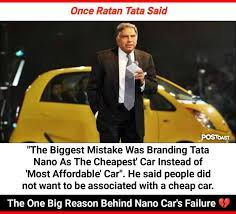 Once Ratan Tata Said
POSTOAST
"The Biggest Mistake Was Branding Tata
Nano As The Cheapest' Car Instead of
'Most Affordable' Car". He said people did
not want to be associated with a cheap car.
The One Big Reason Behind Nano Car's Failure 💔